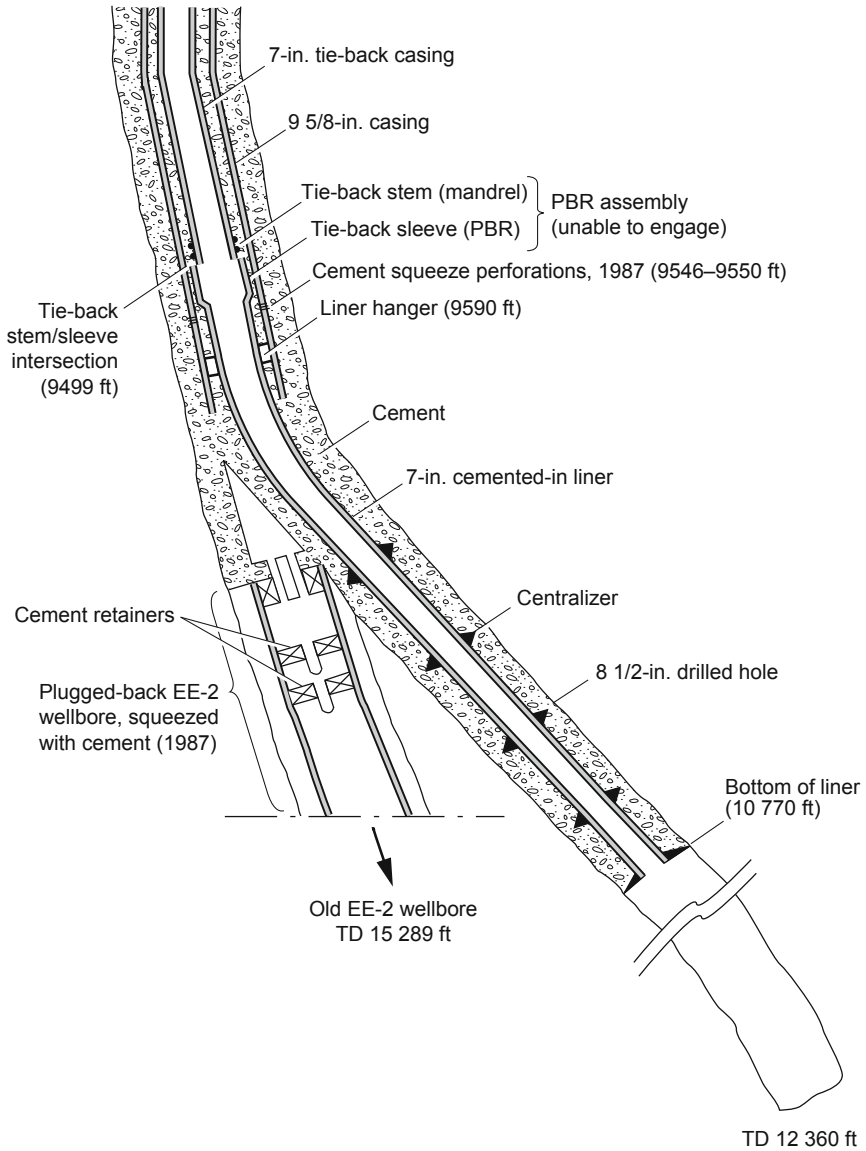 7-in. tie-back casing
9 5/8-in. casing
Tie-back stem (mandrel)
Tie-back sleeve (PBR)
PBR assembly
(unable to engage)
Cement squeeze perforations, 1987 (9546–9550 ft)
Liner hanger (9590 ft)
Tie-back
stem/sleeve
intersection
(9499 ft)
Cement
7-in. cemented-in liner
Centralizer
Cement retainers
8 1/2-in. drilled hole
Plugged-back EE-2
wellbore, squeezed
with cement (1987)
Bottom of liner
(10 770 ft)
Old EE-2 wellbore
TD 15 289 ft
TD 12 360 ft